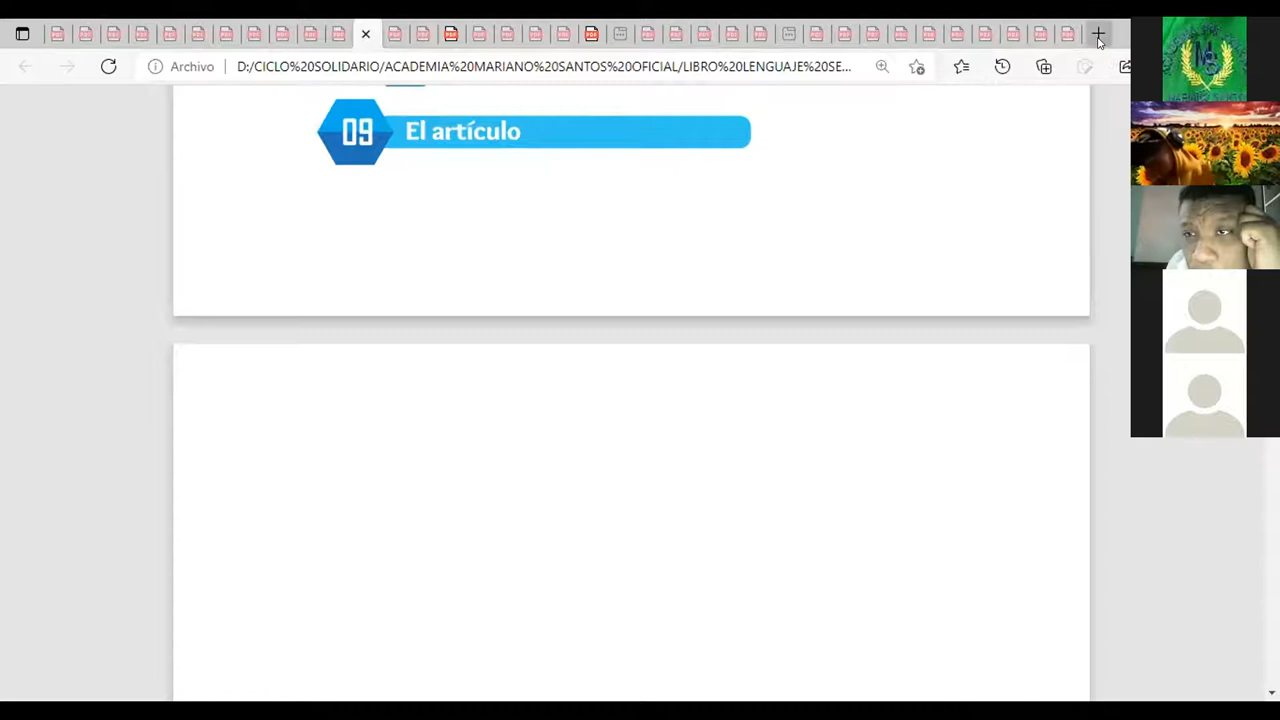 Archivo
D:/CICLO%20SOLIDARIO/ACADEMIA%20MARIANO%20SANTOS%20OFICIAL/LIBRO%20LENGUAJE%20SE...
09 El artículo